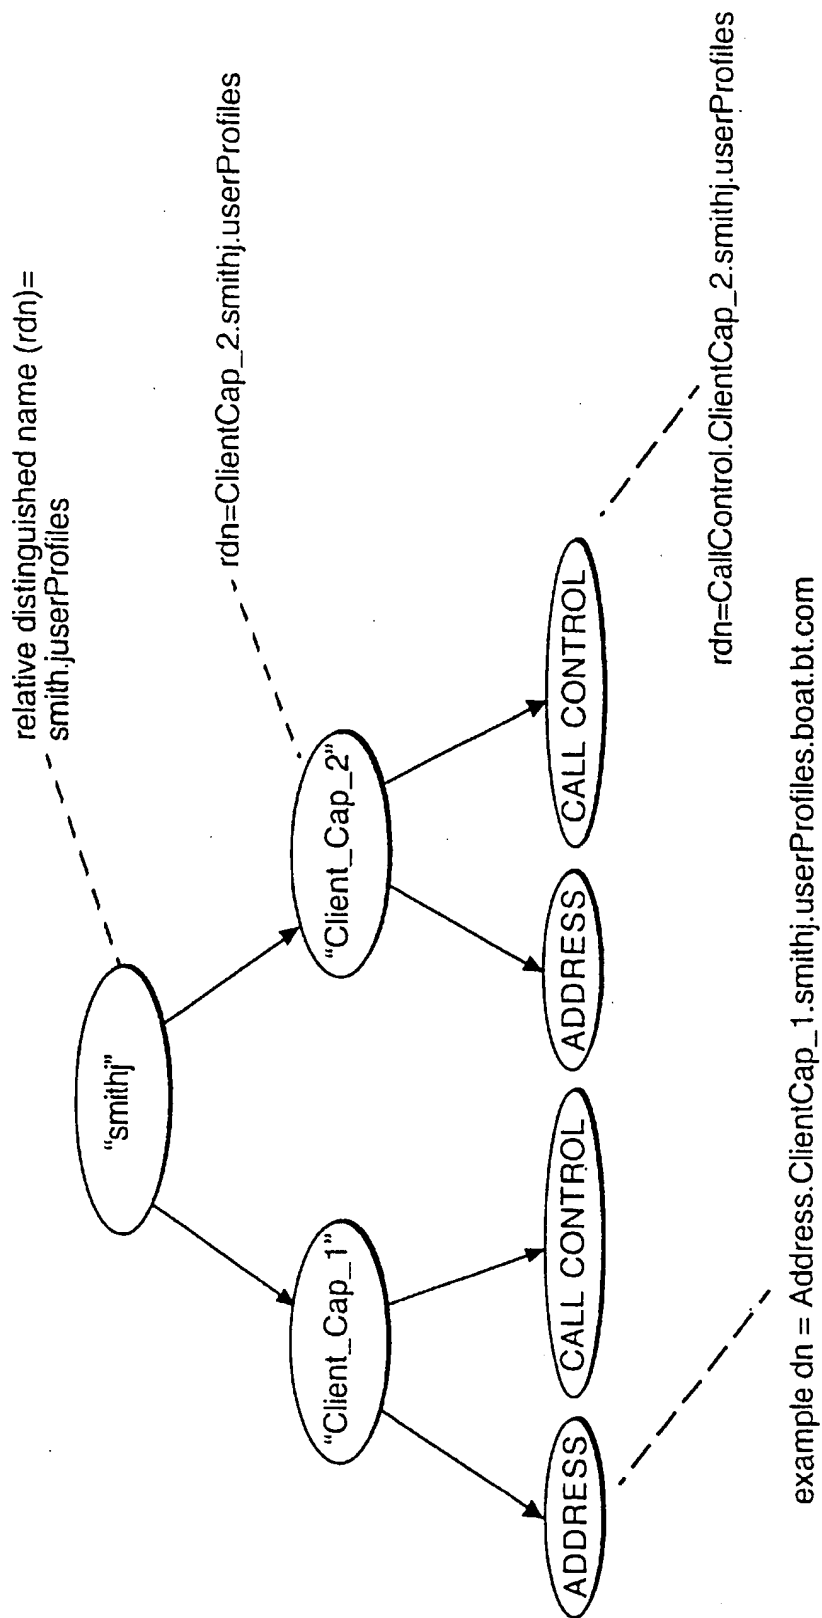 relative distinguished name (rdn)=
smith.juserProfiles
“smithj”
rdn=ClientCap_2.smithj.userProfiles
“Client_Cap_1”
“Client_Cap_2”
ADDRESS
CALL CONTROL
ADDRESS
CALL CONTROL
rdn=CallControl.ClientCap_2.smithj.userProfiles
example dn = Address.ClientCap_1.smithj.userProfiles.boat.bt.com